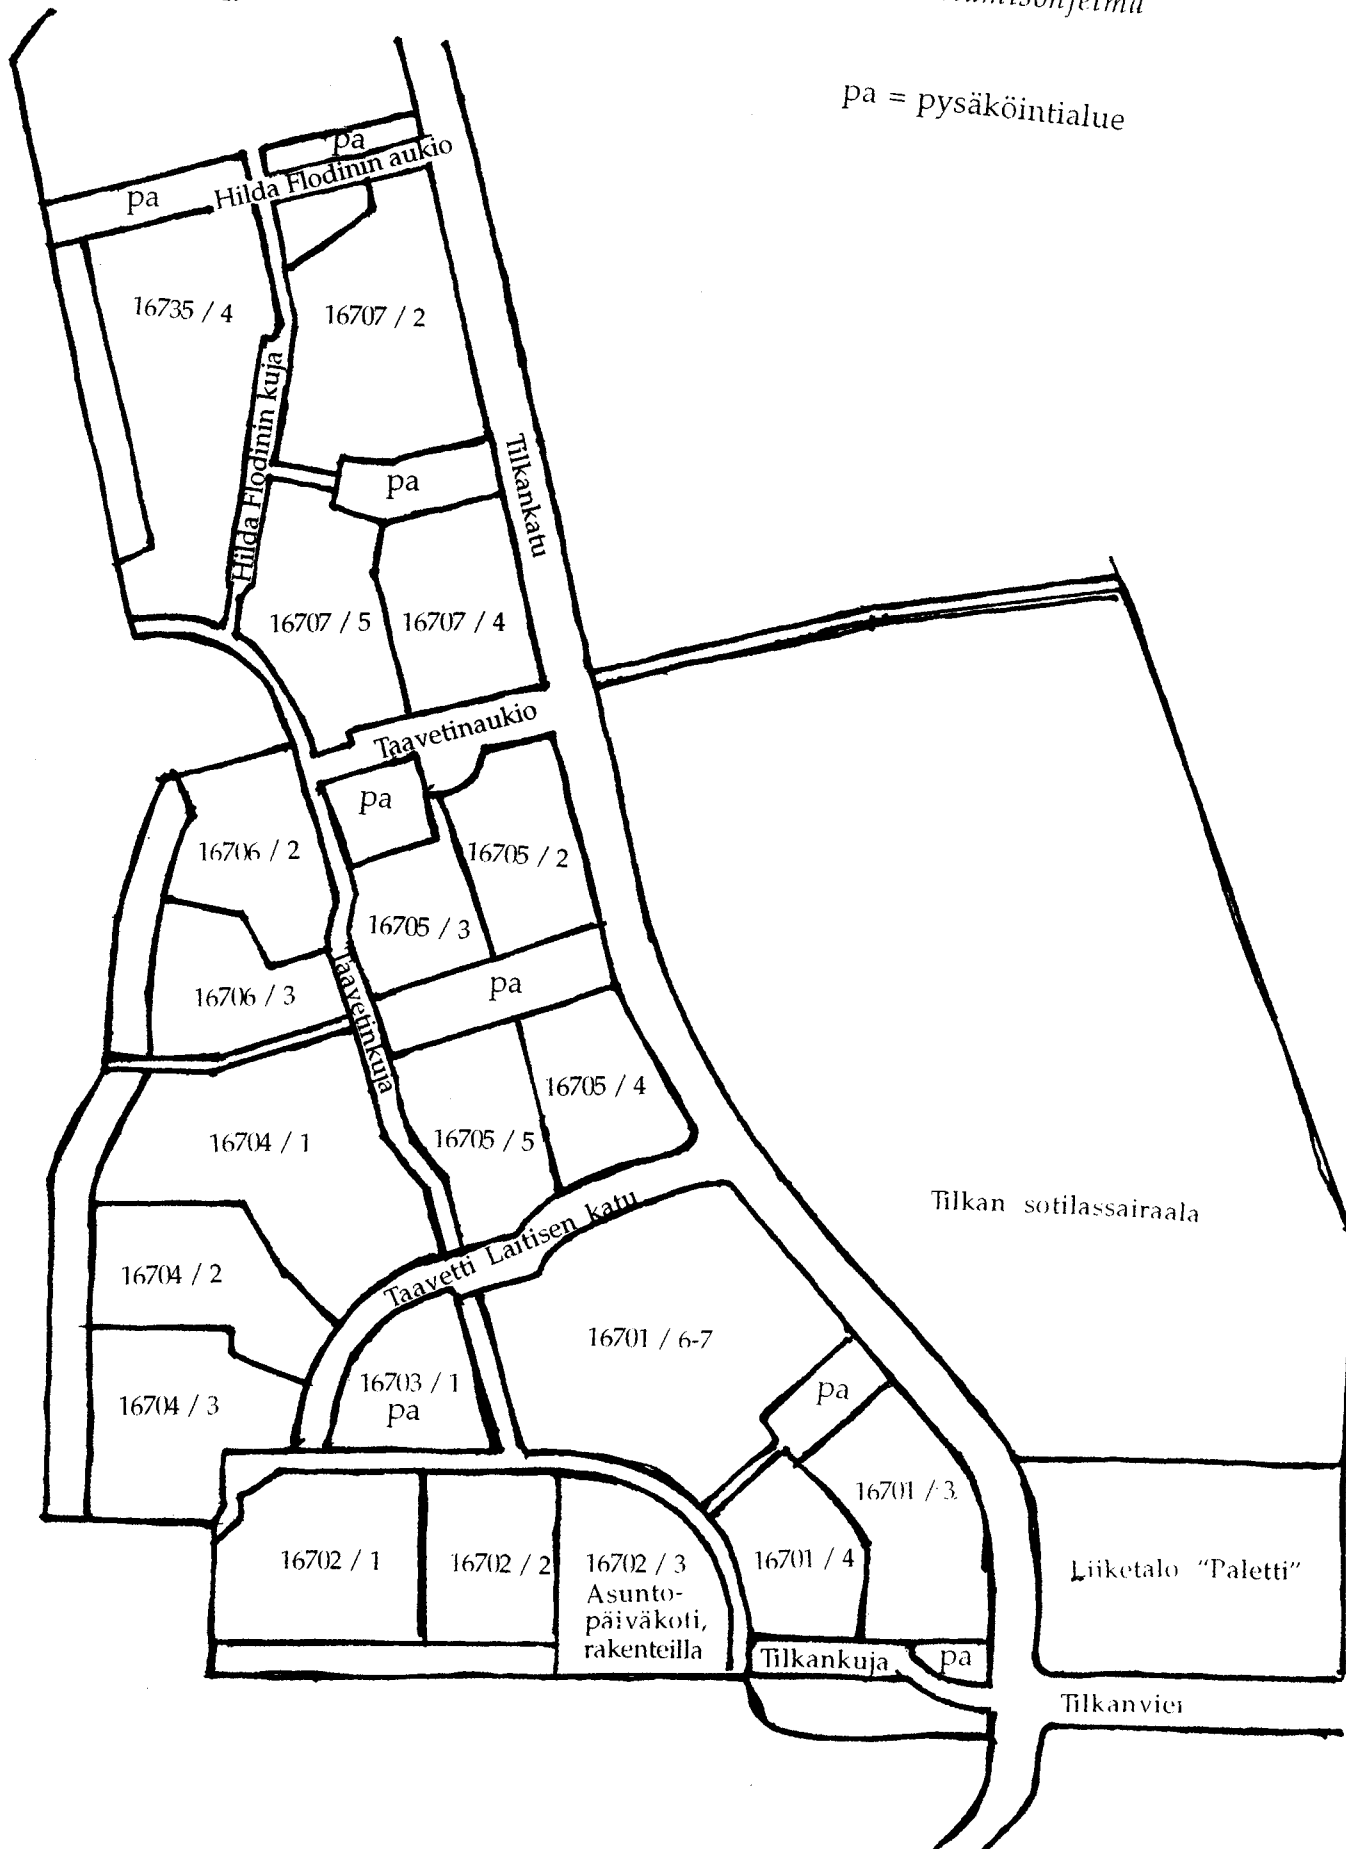 pa = pysäköintialue
pa
Hilda Flodinin aukio
pa
16735 / 4
16707 / 2
Hilda Flodinin kuja
pa
Tilkankatu
16707 / 5
16707 / 4
Taavetinaukio
pa
16706 / 2
16705 / 2
16705 / 3
16706 / 3
Taavetinkuja
pa
16705 / 4
16704 / 1
16705 / 5
Tilkan sotilassairaala
Taavetti Laitisen katu
16704 / 2
16701 / 6-7
16704 / 3
16703 / 1
pa
pa
16701 / 3
16702 / 1
16702 / 2
16702 / 3
Asunto-
päiväkoti,
rakenteilla
16701 / 4
Liiketalo "Paletti"
Tilkankuja
pa